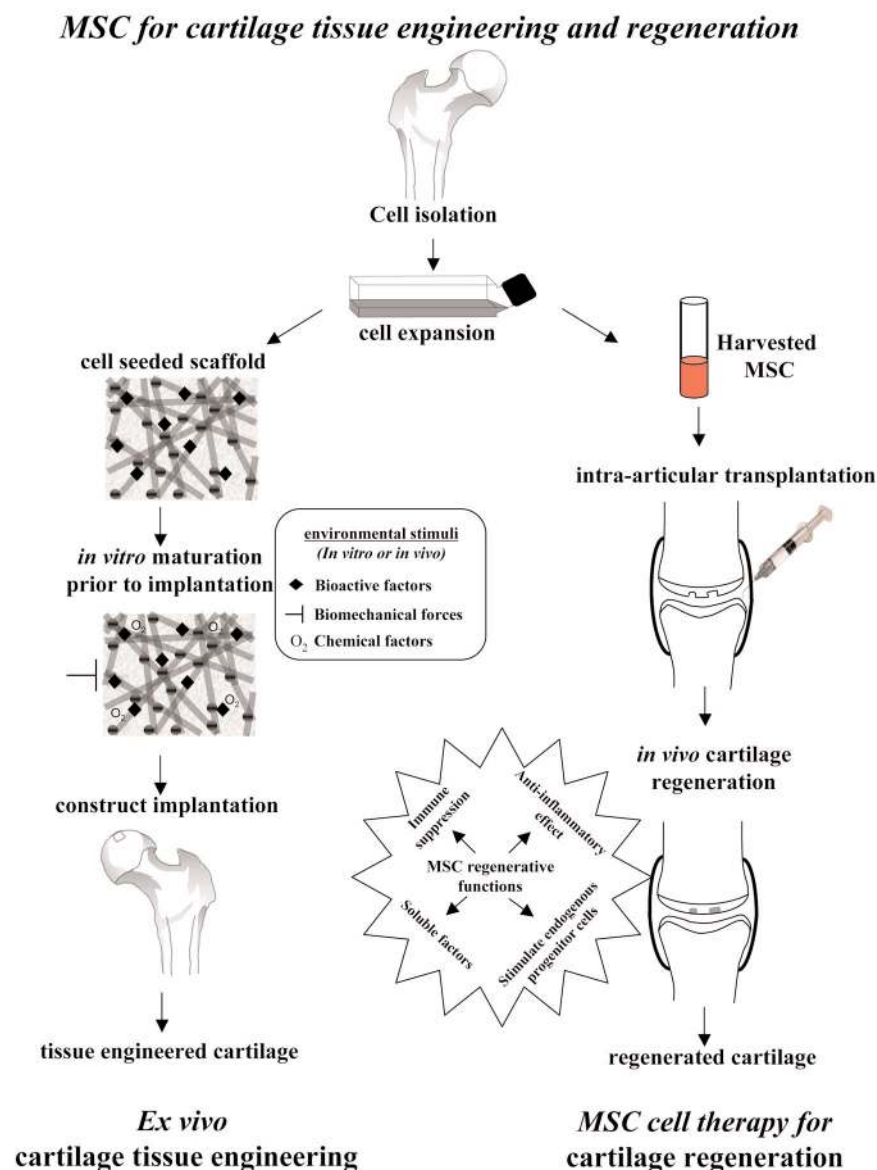 MSC for cartilage tissue engineering and regeneration
Cell isolation
cell expansion
cell seeded scaffold
in vitro maturation
prior to implantation
O2
O
O2
O2
construct implantation
tissue engineered cartilage
Ex vivo
cartilage tissue engineering
environmental stimuli
(In vitro or in vivo)
Bioactive factors
Biomechanical forces
O2 Chemical factors
Harvested
MSC
intra-articular transplantation
in vivo cartilage
regeneration
Immune
suppression
Anti-inflammatory
effect
MSC regenerative
functions
Soluble factors
Stimulate endogenous
progenitor cells
regenerated cartilage
MSC cell therapy for
cartilage regeneration